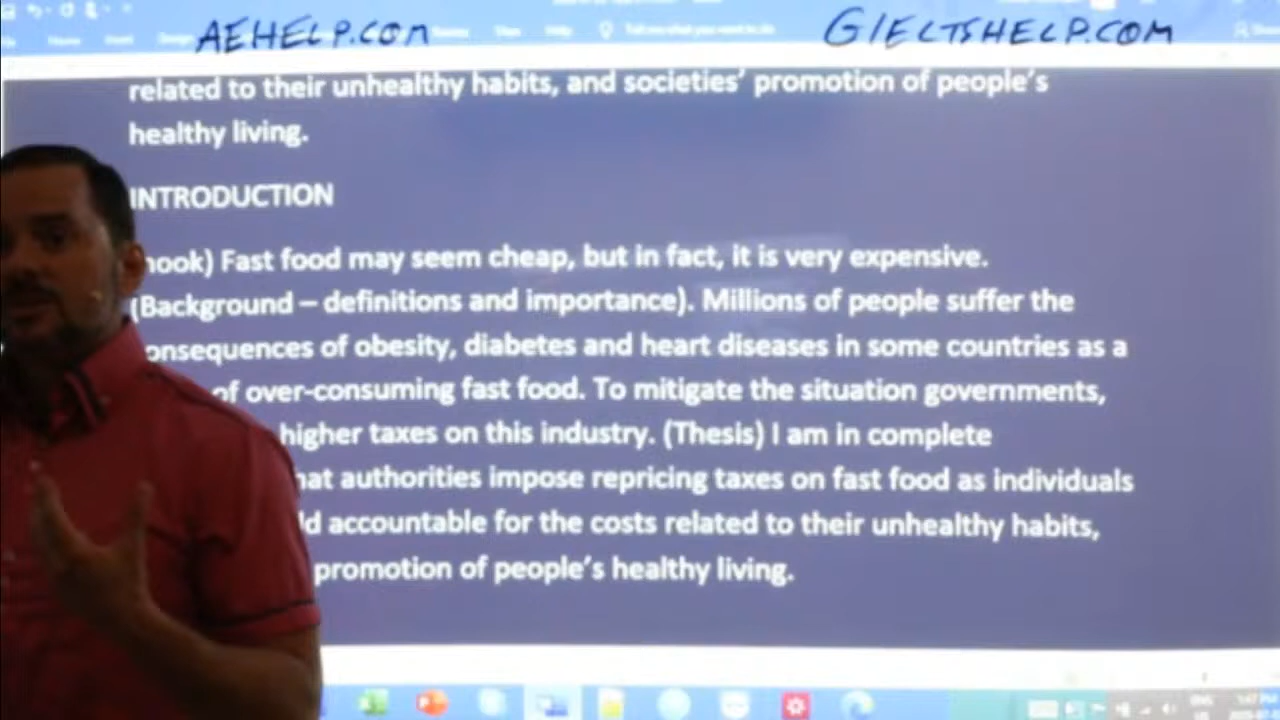 AEHELP.COM
GIELTSHELP.COM
related to their unhealthy habits, and societies' promotion of people's
healthy living.
INTRODUCTION
hook) Fast food may seem cheap, but in fact, it is very expensive.
(Background – definitions and importance). Millions of people suffer the
onsequences of obesity, diabetes and heart diseases in some countries as a
of over-consuming fast food. To mitigate the situation governments,
higher taxes on this industry. (Thesis) I am in complete
hat authorities impose repricing taxes on fast food as individuals
ld accountable for the costs related to their unhealthy habits,
promotion of people's healthy living.